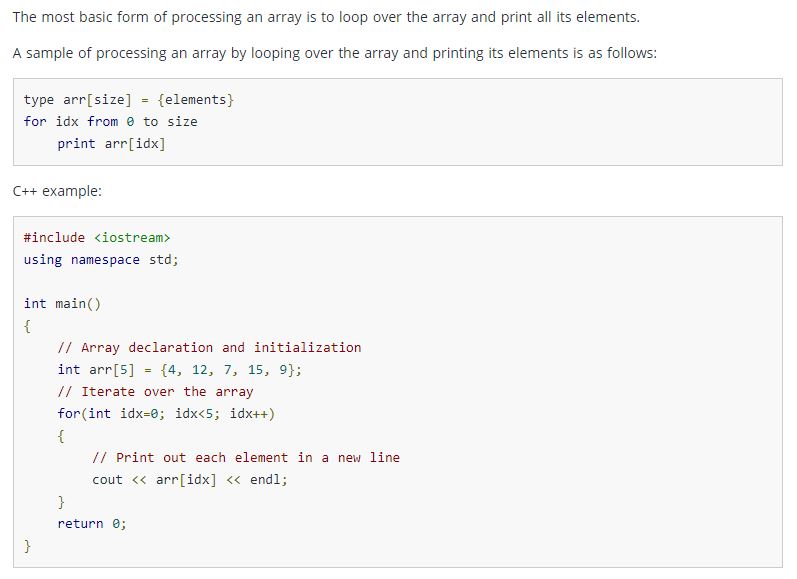 The most basic form of processing an array is to loop over the array and print all its elements.
A sample of processing an array by looping over the array and printing its elements is as follows:
type arr[size] = {elements}
for idx from 0 to size
    print arr[idx]
C++ example:
#include <iostream>
using namespace std;

int main()
{
    // Array declaration and initialization
    int arr[5] = {4, 12, 7, 15, 9};
    // Iterate over the array
    for(int idx=0; idx<5; idx++)
    {
        // Print out each element in a new line
        cout << arr[idx] << endl;
    }
    return 0;
}